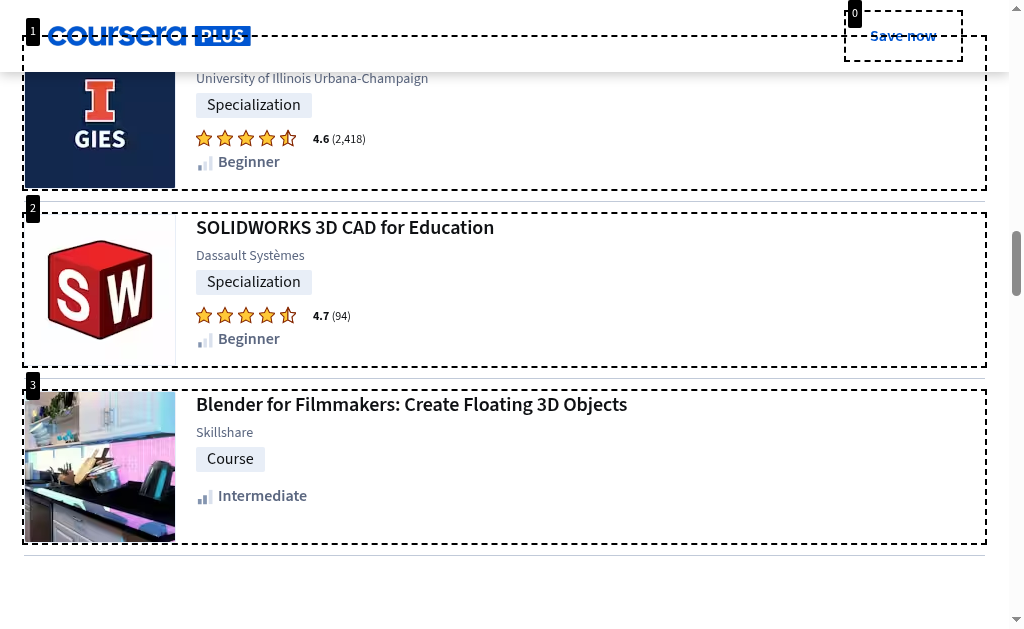 coursera PLUS
Save now
University of Illinois Urbana-Champaign
Specialization
4.6 (2,418)
Beginner
I
GIES
SOLIDWORKS 3D CAD for Education
Dassault Systèmes
Specialization
4.7 (94)
Beginner
SW
Blender for Filmmakers: Create Floating 3D Objects
Skillshare
Course
Intermediate
0
1
2
3